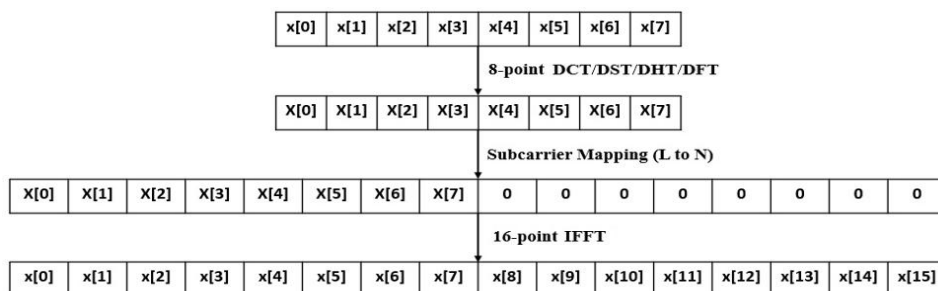 x[0] x[1] x[2] x[3] x[4] x[5] x[6] x[7]
8-point DCT/DST/DHT/DFT
X[0] X[1] X[2] X[3] X[4] X[5] X[6] X[7]
Subcarrier Mapping (L to N)
X[0] X[1] X[2] X[3] X[4] X[5] X[6] X[7] 0 0 0 0 0 0 0 0
16-point IFFT
x[0] x[1] x[2] x[3] x[4] x[5] x[6] x[7] x[8] x[9] x[10] x[11] x[12] x[13] x[14] x[15]